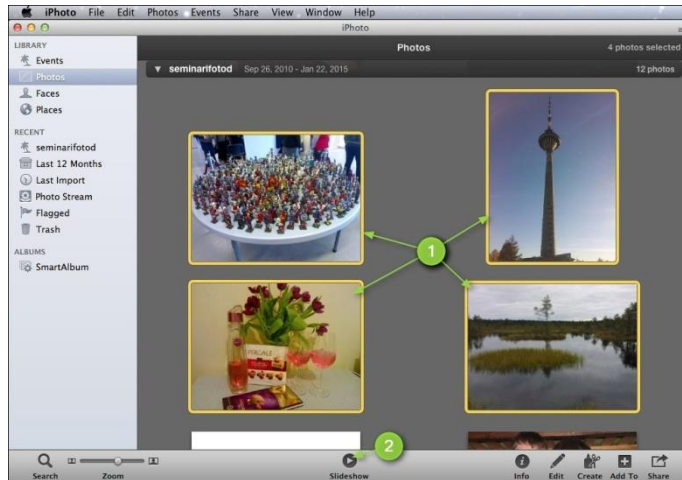 iPhoto File Edit Photos Events Share View Window Help
iPhoto
LIBRARY
Events
Photos
Faces
Places
RECENT
seminarifotod
Last 12 Months
Last Import
Photo Stream
Flagged
Trash
ALBUMS
SmartAlbum
Photos
4 photos selected
seminarifotod Sep 26, 2010 - Jan 22, 2015
12 photos
1
PERGALE
2
Search
Zoom
Slideshow
Info
Edit
Create
Add To
Share